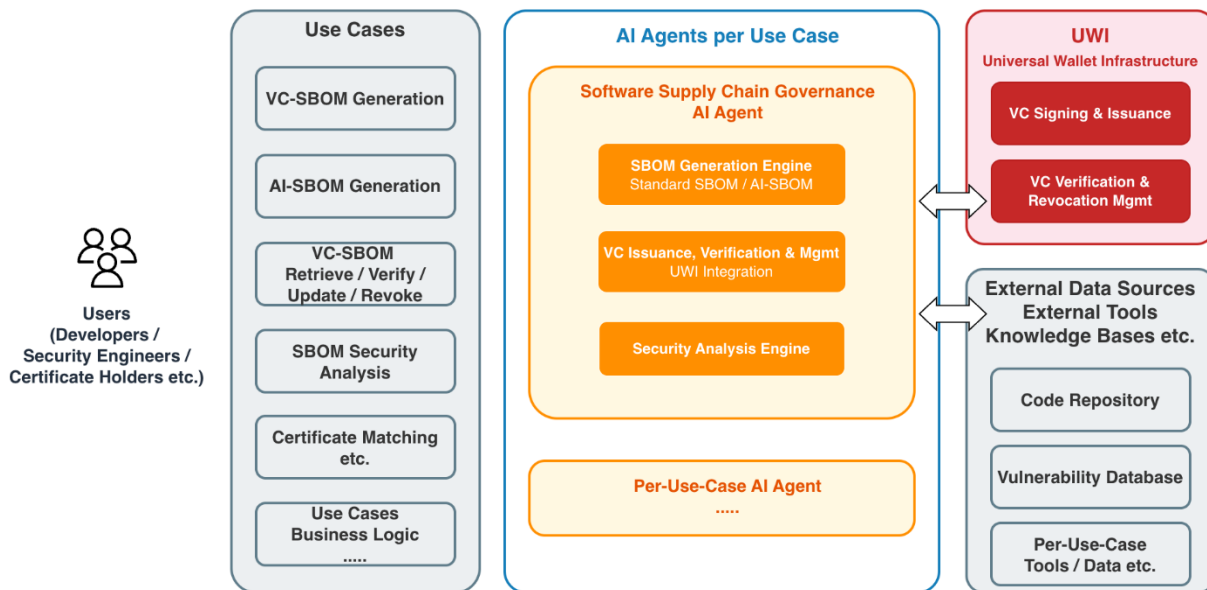 Users
(Developers /
Security Engineers /
Certificate Holders etc.)
Use Cases
VC-SBOM Generation
AI-SBOM Generation
VC-SBOM
Retrieve / Verify /
Update / Revoke
SBOM Security
Analysis
Certificate Matching
etc.
Use Cases
Business Logic
.....
AI Agents per Use Case
Software Supply Chain Governance
AI Agent
SBOM Generation Engine
Standard SBOM / AI-SBOM
VC Issuance, Verification & Mgmt
UWI Integration
Security Analysis Engine
Per-Use-Case AI Agent
.....
UWI
Universal Wallet Infrastructure
VC Signing & Issuance
VC Verification &
Revocation Mgmt
External Data Sources
External Tools
Knowledge Bases etc.
Code Repository
Vulnerability Database
Per-Use-Case
Tools / Data etc.